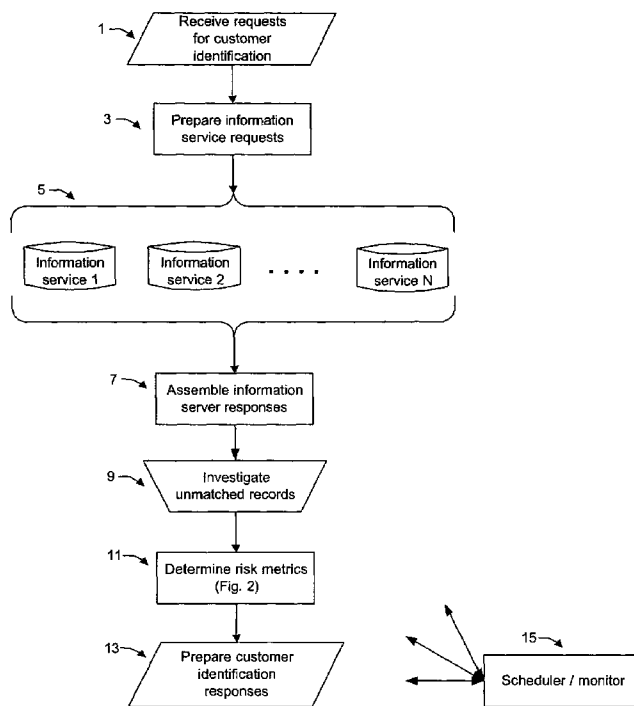 1
Receive requests
for customer
identification
3
Prepare information
service requests
5
Information
service 1
Information
service 2
. . . .
Information
service N
7
Assemble information
server responses
9
Investigate
unmatched records
11
Determine risk metrics
(Fig. 2)
13
Prepare customer
identification
responses
15
Scheduler / monitor